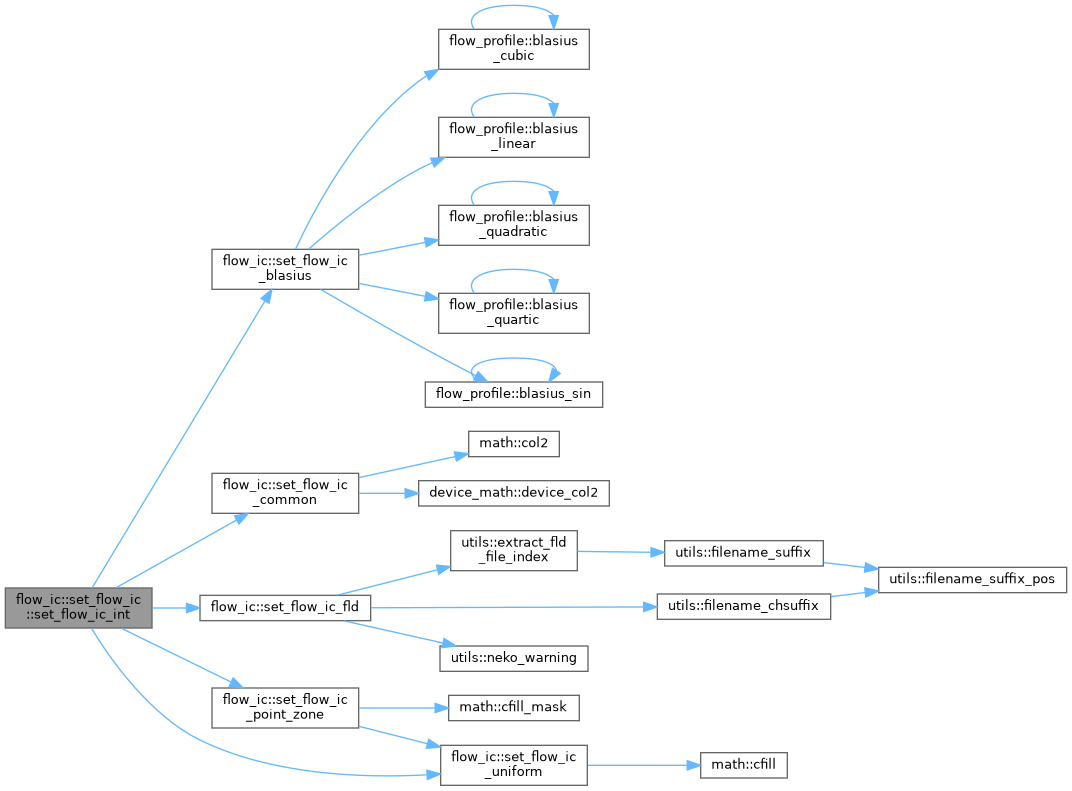 flow_profile::blasius
_cubic
flow_profile::blasius
_linear
flow_profile::blasius
_quadratic
flow_ic::set_flow_ic
_blasius
flow_profile::blasius
_quartic
flow_profile::blasius_sin
math::col2
flow_ic::set_flow_ic
_common
device_math::device_col2
utils::extract_fld
_file_index
utils::filename_suffix
utils::filename_suffix_pos
flow_ic::set_flow_ic
::set_flow_ic_int
flow_ic::set_flow_ic_fld
utils::filename_chsuffix
utils::neko_warning
flow_ic::set_flow_ic
_point_zone
math::cfill_mask
flow_ic::set_flow_ic
_uniform
math::cfill